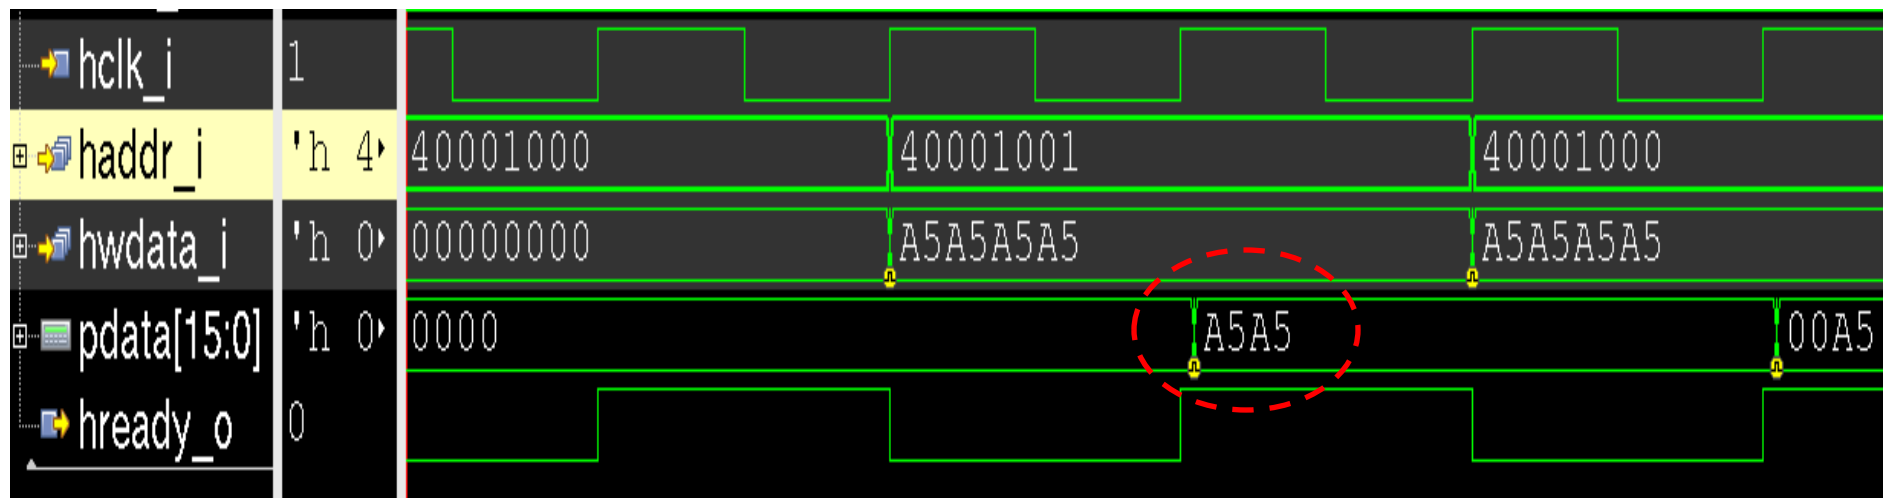 hclk_i 1
haddr_i 'h 4 40001000 40001001 40001000
hwdata_i 'h 0 00000000 A5A5A5A5 A5A5A5A5
pdata[15:0] 'h 0 0000 A5A5 00A5
hready_o 0